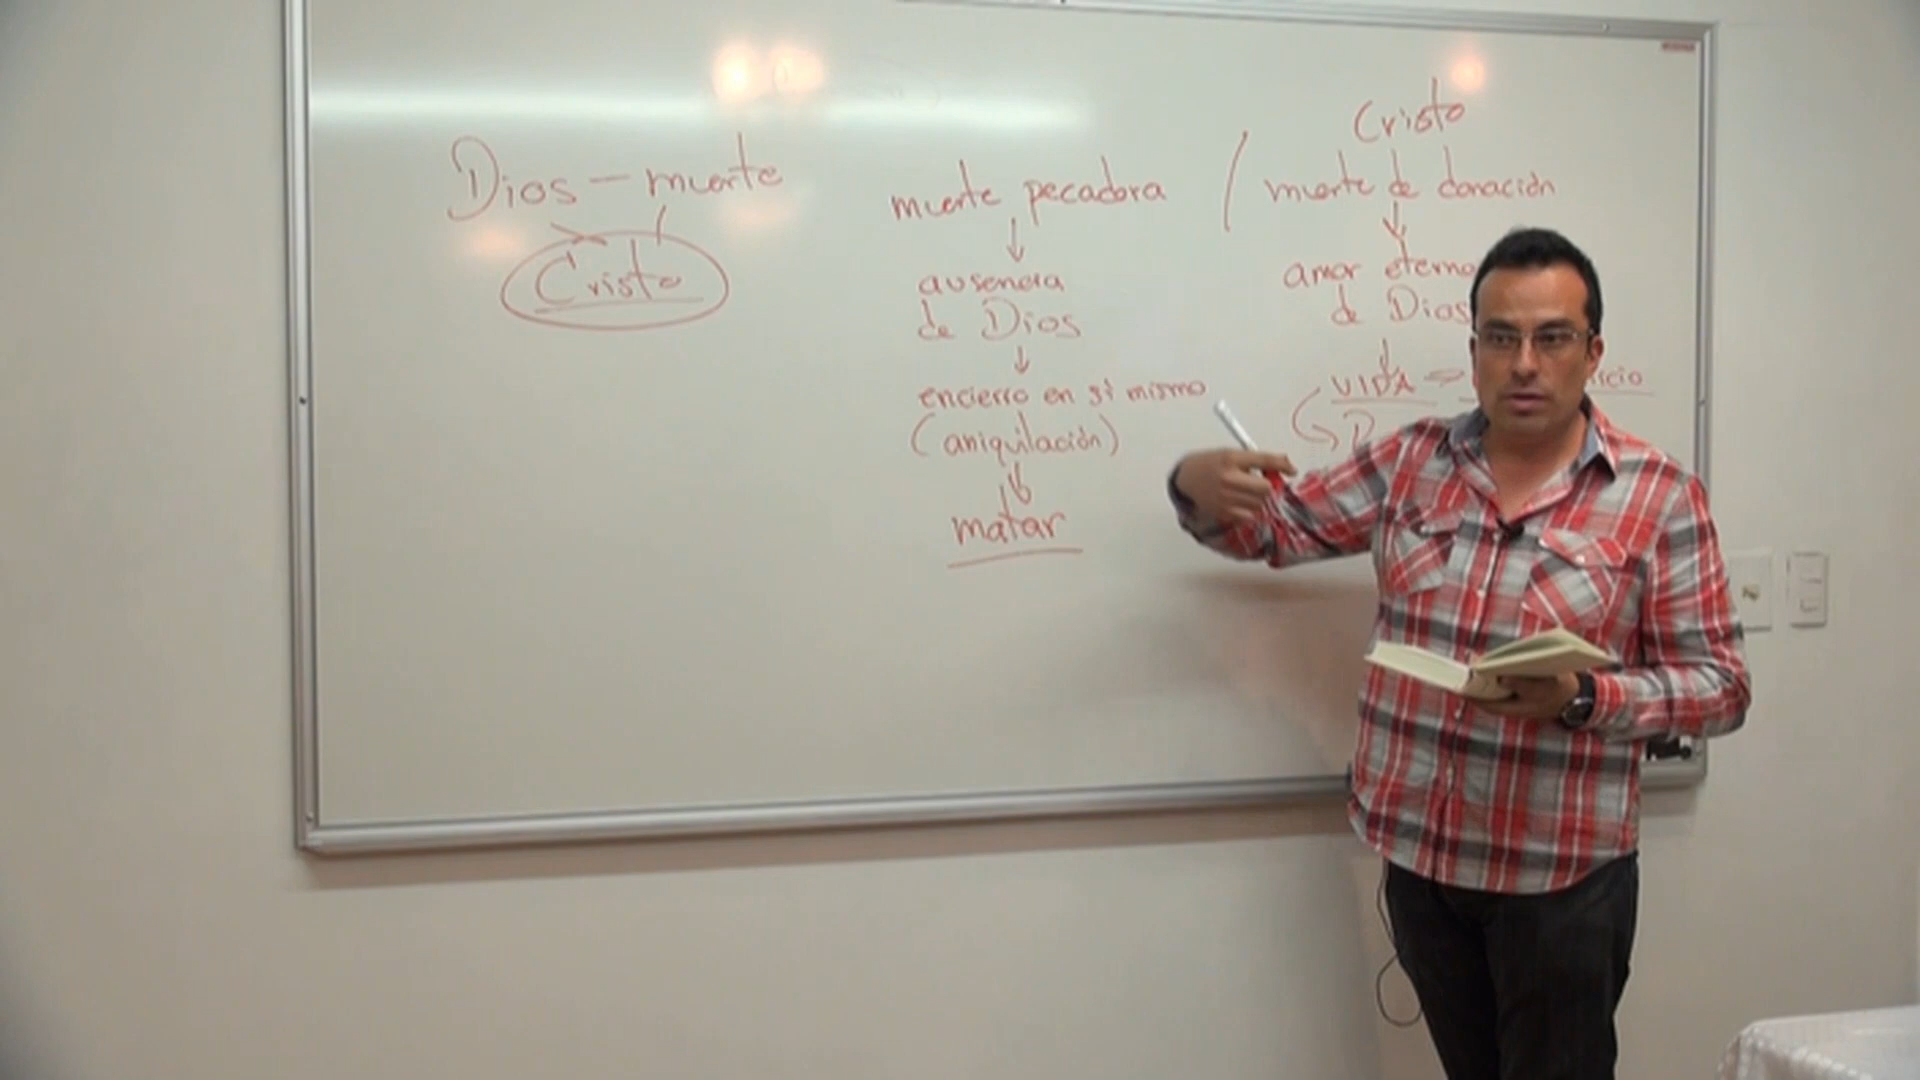 Dios – muerte
Cristo
muerte pecadora
ausencia
de Dios
encierro en sí mismo
(aniquilación)
matar
Cristo
muerte de donación
amor eterno
de Dios
VIDA